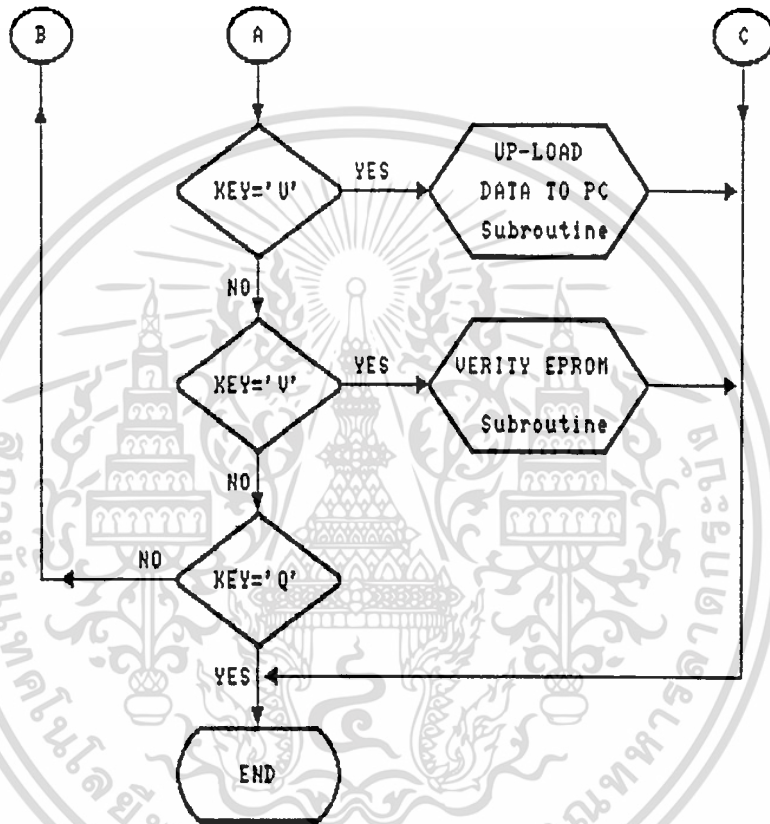 B
A
C
KEY='U'
YES
UP-LOAD
DATA TO PC
Subroutine
NO
KEY='V'
YES
VERITY EPROM
Subroutine
NO
KEY='Q'
NO
YES
END